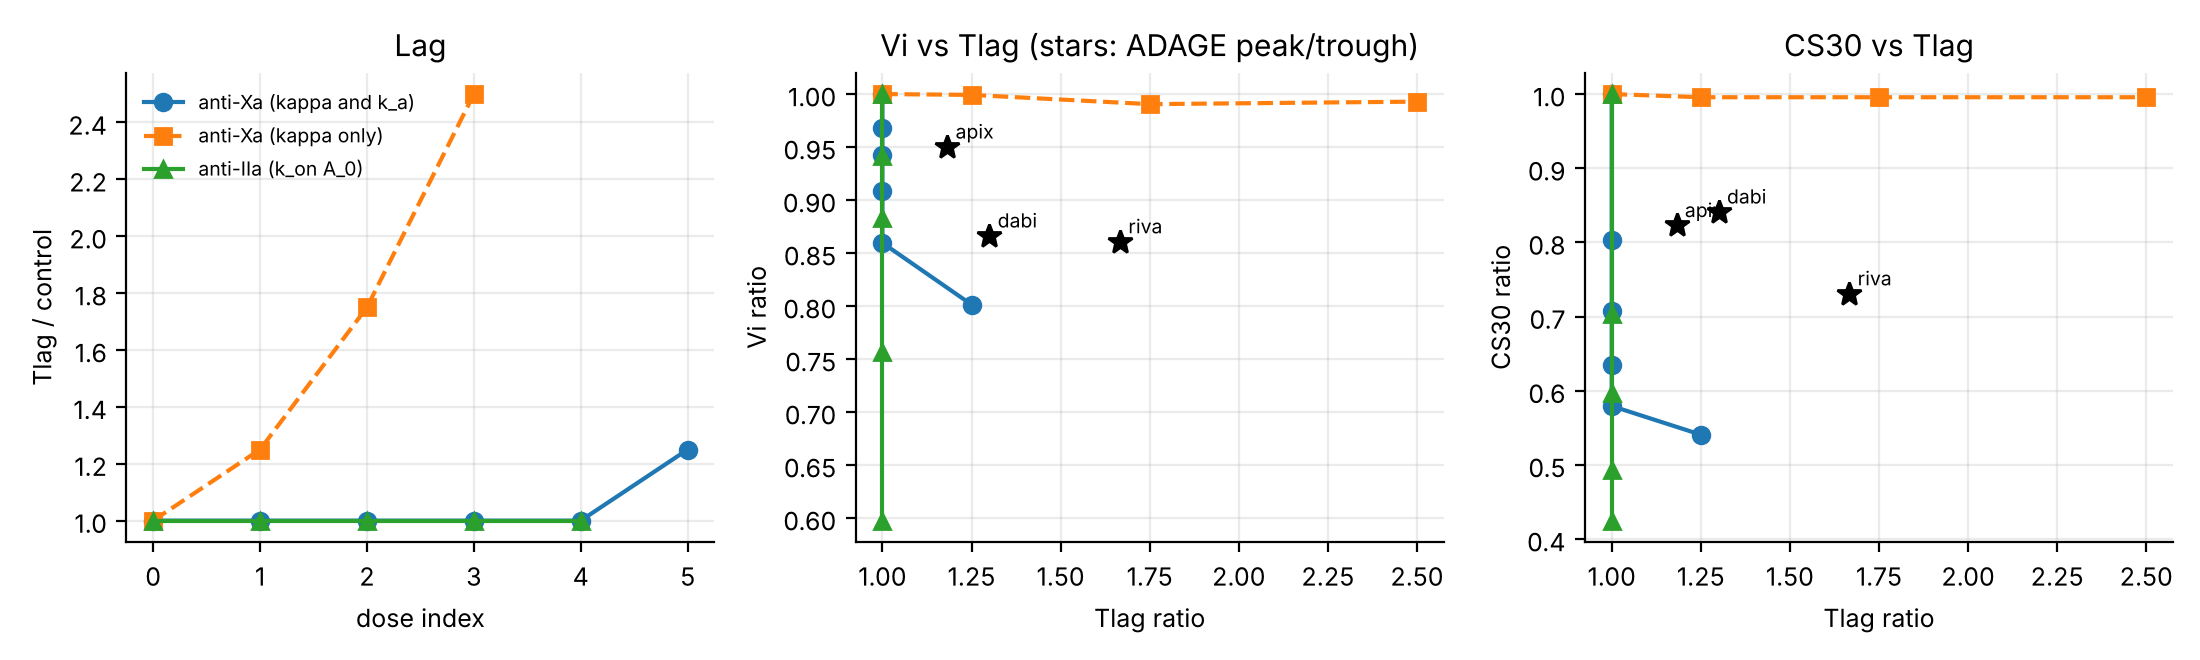 Lag
anti-Xa (kappa and k_a)
anti-Xa (kappa only)
anti-IIa (k_on A_0)
Tlag / control
2.4
2.2
2.0
1.8
1.6
1.4
1.2
1.0
0 1 2 3 4 5
dose index
Vi vs Tlag (stars: ADAGE peak/trough)
Vi ratio
1.00
0.95
0.90
0.85
0.80
0.75
0.70
0.65
0.60
apix
dabi
riva
1.00 1.25 1.50 1.75 2.00 2.25 2.50
Tlag ratio
CS30 vs Tlag
CS30 ratio
1.0
0.9
0.8
0.7
0.6
0.5
0.4
dabi
riva
1.00 1.25 1.50 1.75 2.00 2.25 2.50
Tlag ratio